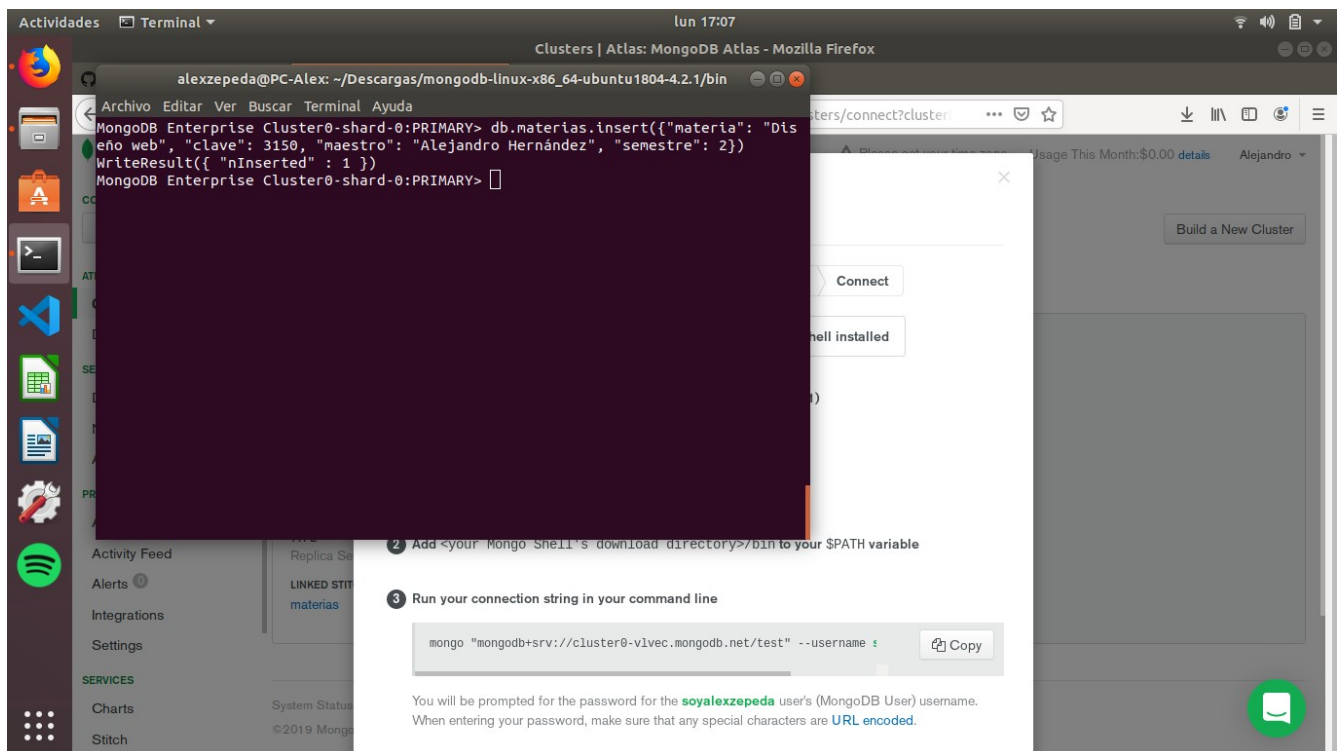 Actividades Terminal lun 17:07
Clusters | Atlas: MongoDB Atlas - Mozilla Firefox
alexzepeda@PC-Alex: ~/Descargas/mongodb-linux-x86_64-ubuntu1804-4.2.1/bin
Archivo Editar Ver Buscar Terminal Ayuda
MongoDB Enterprise Cluster0-shard-0:PRIMARY> db.materias.insert({"materia": "Dis
eño web", "clave": 3150, "maestro": "Alejandro Hernández", "semestre": 2})
WriteResult({ "nInserted" : 1 })
MongoDB Enterprise Cluster0-shard-0:PRIMARY>
sters/connect?cluster
Please set your time zone Usage This Month:$0.00 details Alejandro
Build a New Cluster
Connect
hell installed
Activity Feed
Alerts 0
Integrations
Settings
SERVICES
Charts
Stitch
Replica Se
LINKED STIT
materias
System Status
©2019 Mongo
2 Add <your Mongo Shell's download directory>/bin to your $PATH variable
3 Run your connection string in your command line
mongo "mongodb+srv://cluster0-vlvec.mongodb.net/test" --username s
Copy
You will be prompted for the password for the soyalexzepeda user's (MongoDB User) username.
When entering your password, make sure that any special characters are URL encoded.